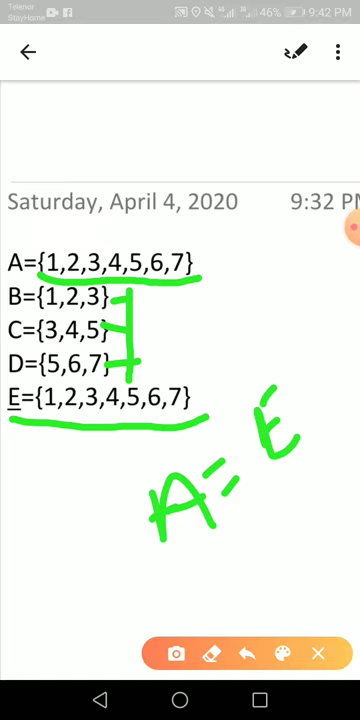 Telenor
StayHome
46% 9:42 PM
Saturday, April 4, 2020 9:32 PM
A={1,2,3,4,5,6,7}
B={1,2,3}
C={3,4,5}
D={5,6,7}
E={1,2,3,4,5,6,7}
A=E